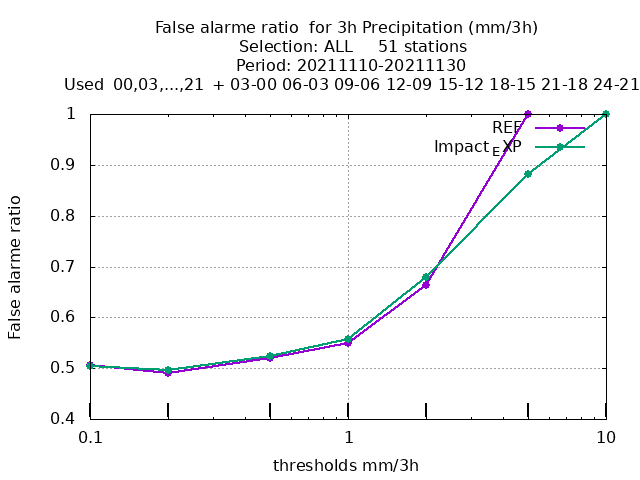 False alarme ratio  for 3h Precipitation (mm/3h)
Selection: ALL     51 stations
Period: 20211110-20211130
Used  00,03,...,21  + 03-00 06-03 09-06 12-09 15-12 18-15 21-18 24-21
REF
Impact_EXP
False alarme ratio
1
0.9
0.8
0.7
0.6
0.5
0.4
0.1 1 10
thresholds mm/3h